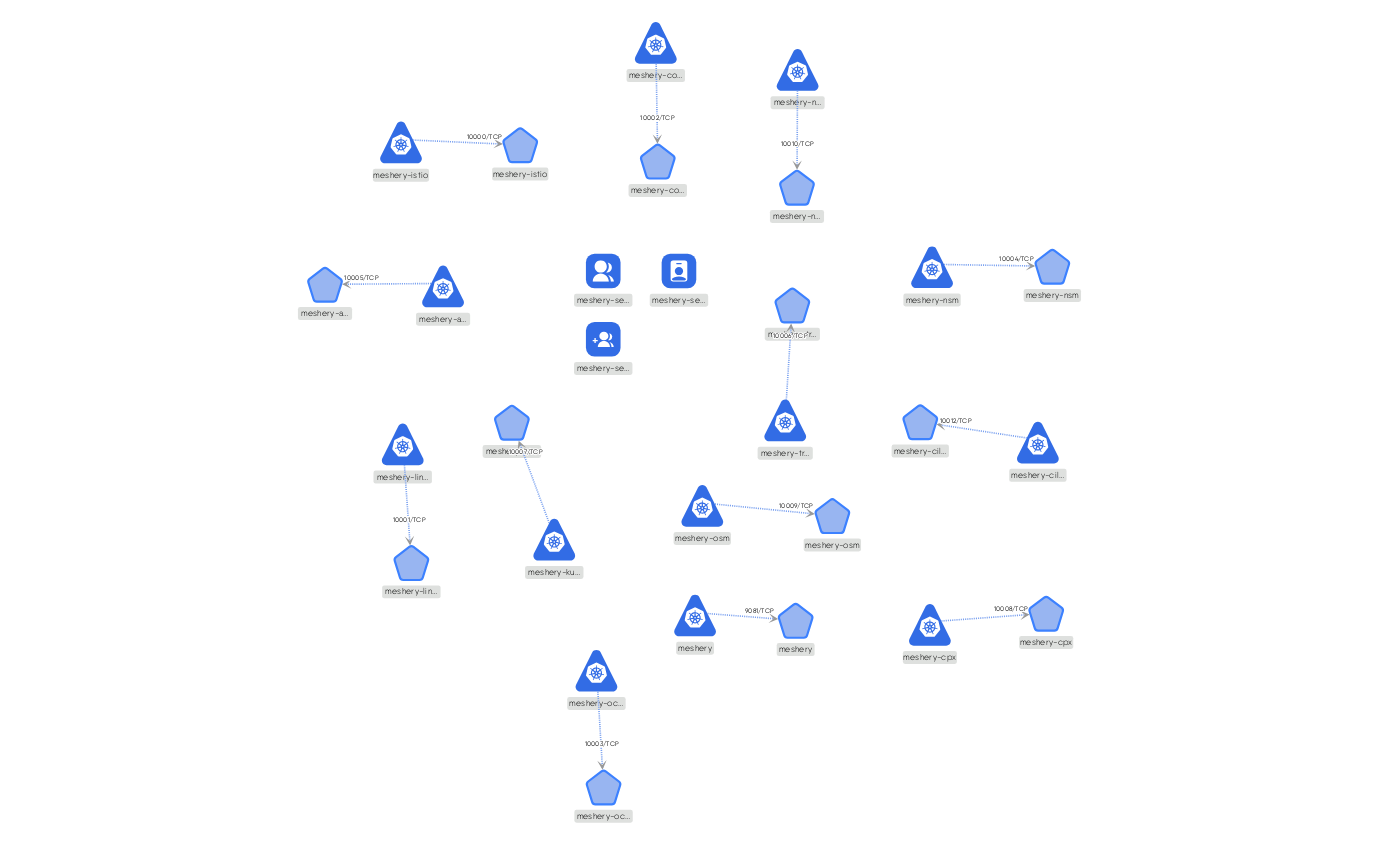 meshery-co...
meshery-n...
10002/TCP
10000/TCP
10010/TCP
meshery-istio
meshery-istio
meshery-co...
meshery-n...
10004/TCP
10005/TCP
meshery-nsm
meshery-nsm
meshery-se...
meshery-se...
meshery-a...
meshery-a...
10006/TCP
meshery-se...
10012/TCP
meshery-cil...
meshery-tr...
10007/TCP
meshery-lin...
meshery-cil...
10009/TCP
10001/TCP
meshery-osm
meshery-osm
meshery-ku...
meshery-lin...
9081/TCP
10008/TCP
meshery
meshery
meshery-cpx
meshery-cpx
meshery-oc...
10003/TCP
meshery-oc...